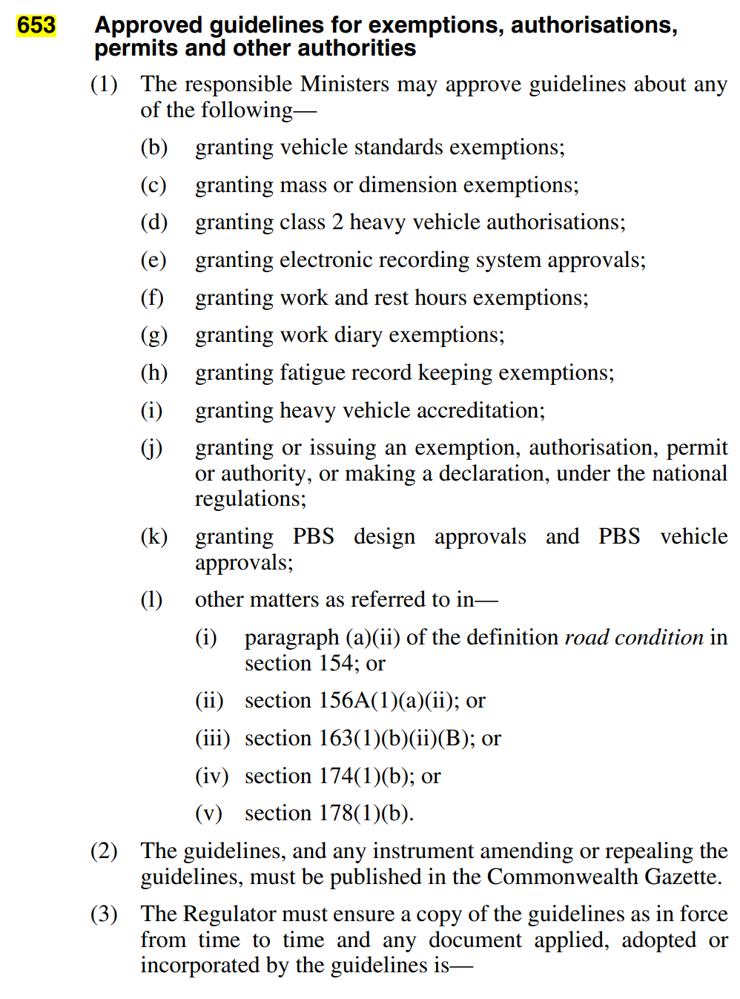 653 Approved guidelines for exemptions, authorisations,
permits and other authorities
(1) The responsible Ministers may approve guidelines about any
of the following—
(b) granting vehicle standards exemptions;
(c) granting mass or dimension exemptions;
(d) granting class 2 heavy vehicle authorisations;
(e) granting electronic recording system approvals;
(f) granting work and rest hours exemptions;
(g) granting work diary exemptions;
(h) granting fatigue record keeping exemptions;
(i) granting heavy vehicle accreditation;
(j) granting or issuing an exemption, authorisation, permit
or authority, or making a declaration, under the national
regulations;
(k) granting PBS design approvals and PBS vehicle
approvals;
(l) other matters as referred to in—
(i) paragraph (a)(ii) of the definition road condition in
section 154; or
(ii) section 156A(1)(a)(ii); or
(iii) section 163(1)(b)(ii)(B); or
(iv) section 174(1)(b); or
(v) section 178(1)(b).
(2) The guidelines, and any instrument amending or repealing the
guidelines, must be published in the Commonwealth Gazette.
(3) The Regulator must ensure a copy of the guidelines as in force
from time to time and any document applied, adopted or
incorporated by the guidelines is—